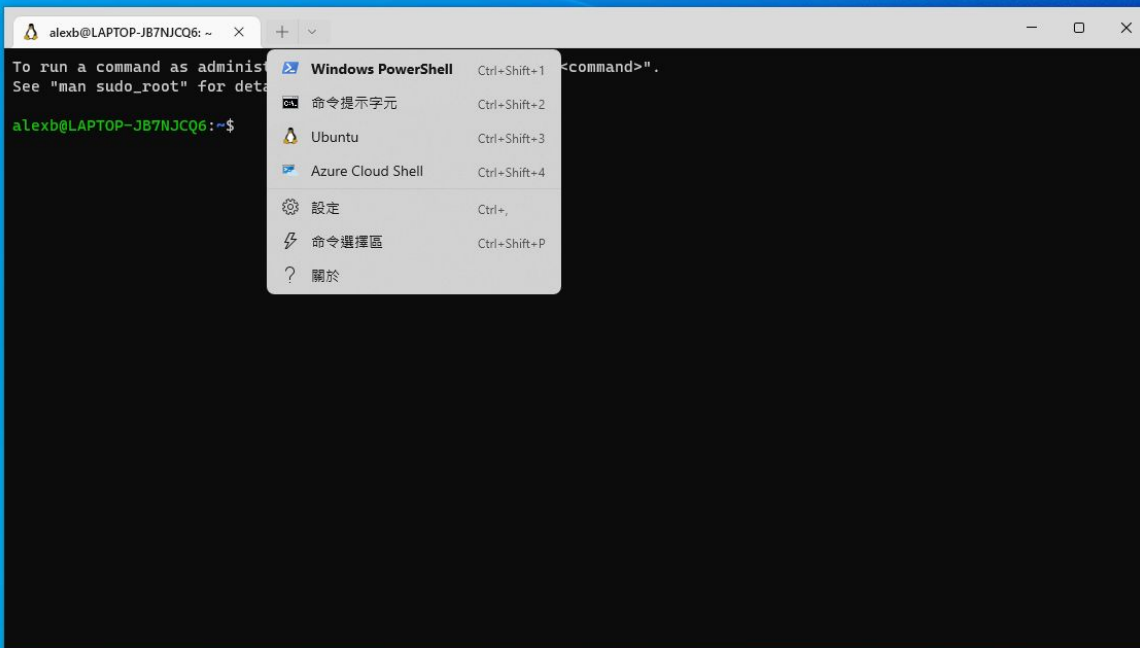 alexb@LAPTOP-JB7NJCQ6: ~
To run a command as administ
<command>".
See "man sudo_root" for deta
alexb@LAPTOP-JB7NJCQ6:~$
Windows PowerShell Ctrl+Shift+1
命令提示字元 Ctrl+Shift+2
Ubuntu Ctrl+Shift+3
Azure Cloud Shell Ctrl+Shift+4
設定 Ctrl+,
命令選擇區 Ctrl+Shift+P
關於